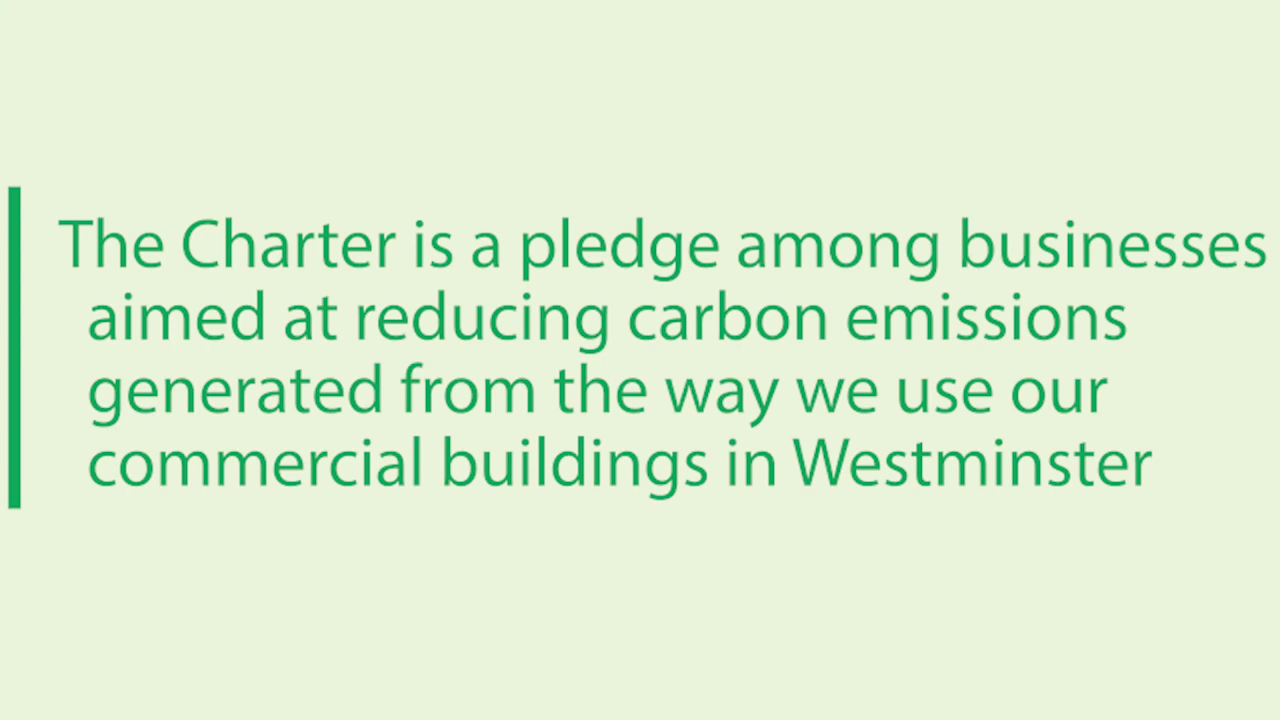 The Charter is a pledge among businesses
aimed at reducing carbon emissions
generated from the way we use our
commercial buildings in Westminster